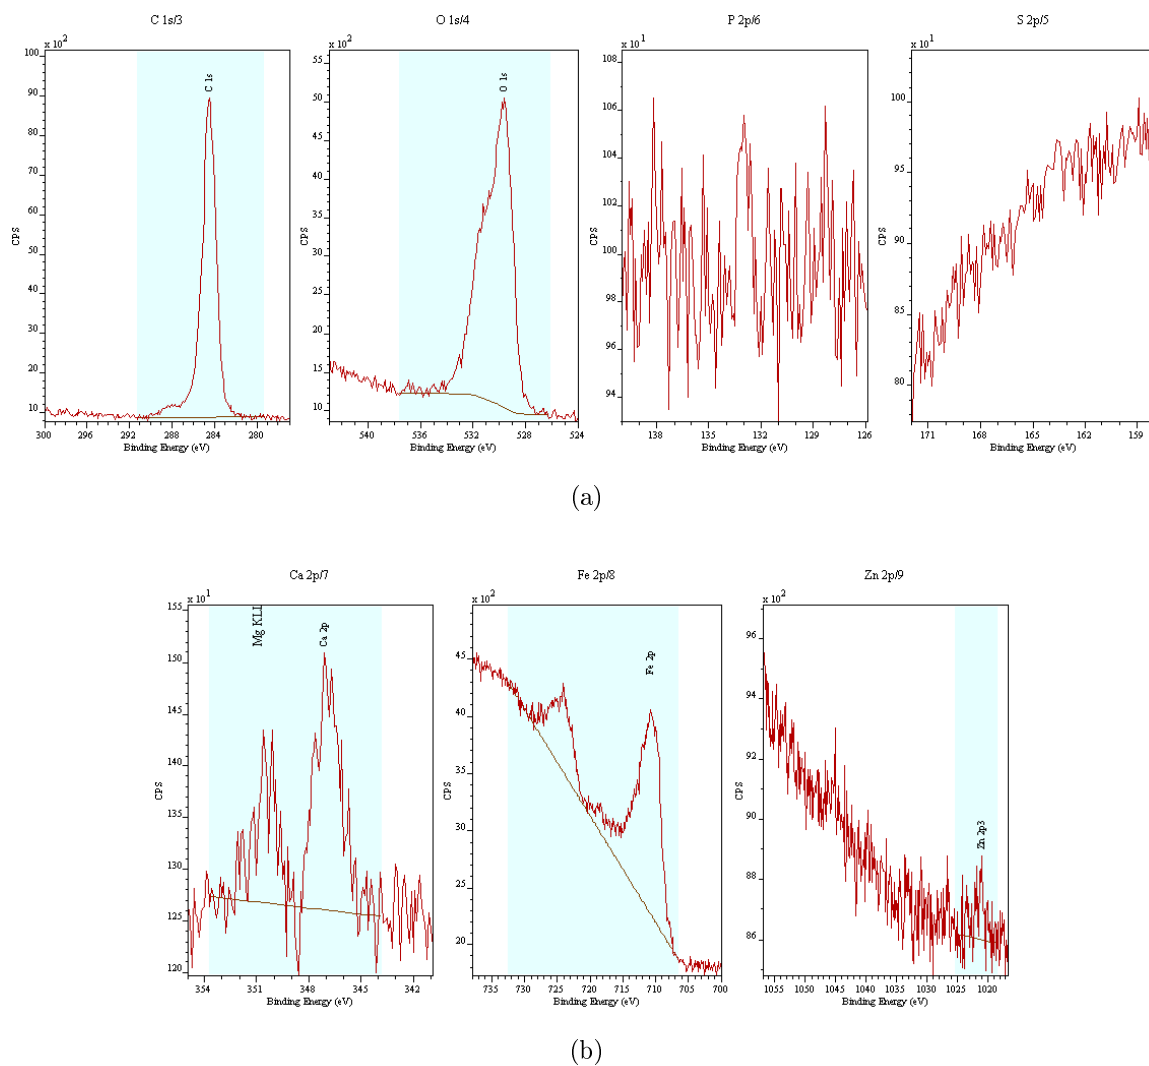 C 1s/3
O 1s/4
P 2p/6
S 2p/5
x 10²
100
90
80
70
60
50
40
30
20
10
CPS
C 1s
300 296 292 288 284 280
Binding Energy (eV)
x 10²
55
50
45
40
35
30
25
20
15
10
CPS
O 1s
540 536 532 528 524
Binding Energy (eV)
x 10¹
108
106
104
102
100
98
96
94
CPS
138 135 132 129 126
Binding Energy (eV)
x 10¹
100
95
90
85
80
CPS
171 168 165 162 159
Binding Energy (eV)
(a)
Ca 2p/7
Fe 2p/8
Zn 2p/9
x 10¹
155
150
145
140
135
130
125
120
CPS
Mg KLL
Ca 2p
354 351 348 345 342
Binding Energy (eV)
x 10²
45
40
35
30
25
20
CPS
Fe 2p
735 730 725 720 715 710 705 700
Binding Energy (eV)
x 10²
96
94
92
90
88
86
CPS
Zn 2p3
1055 1050 1045 1040 1035 1030 1025 1020
Binding Energy (eV)
(b)